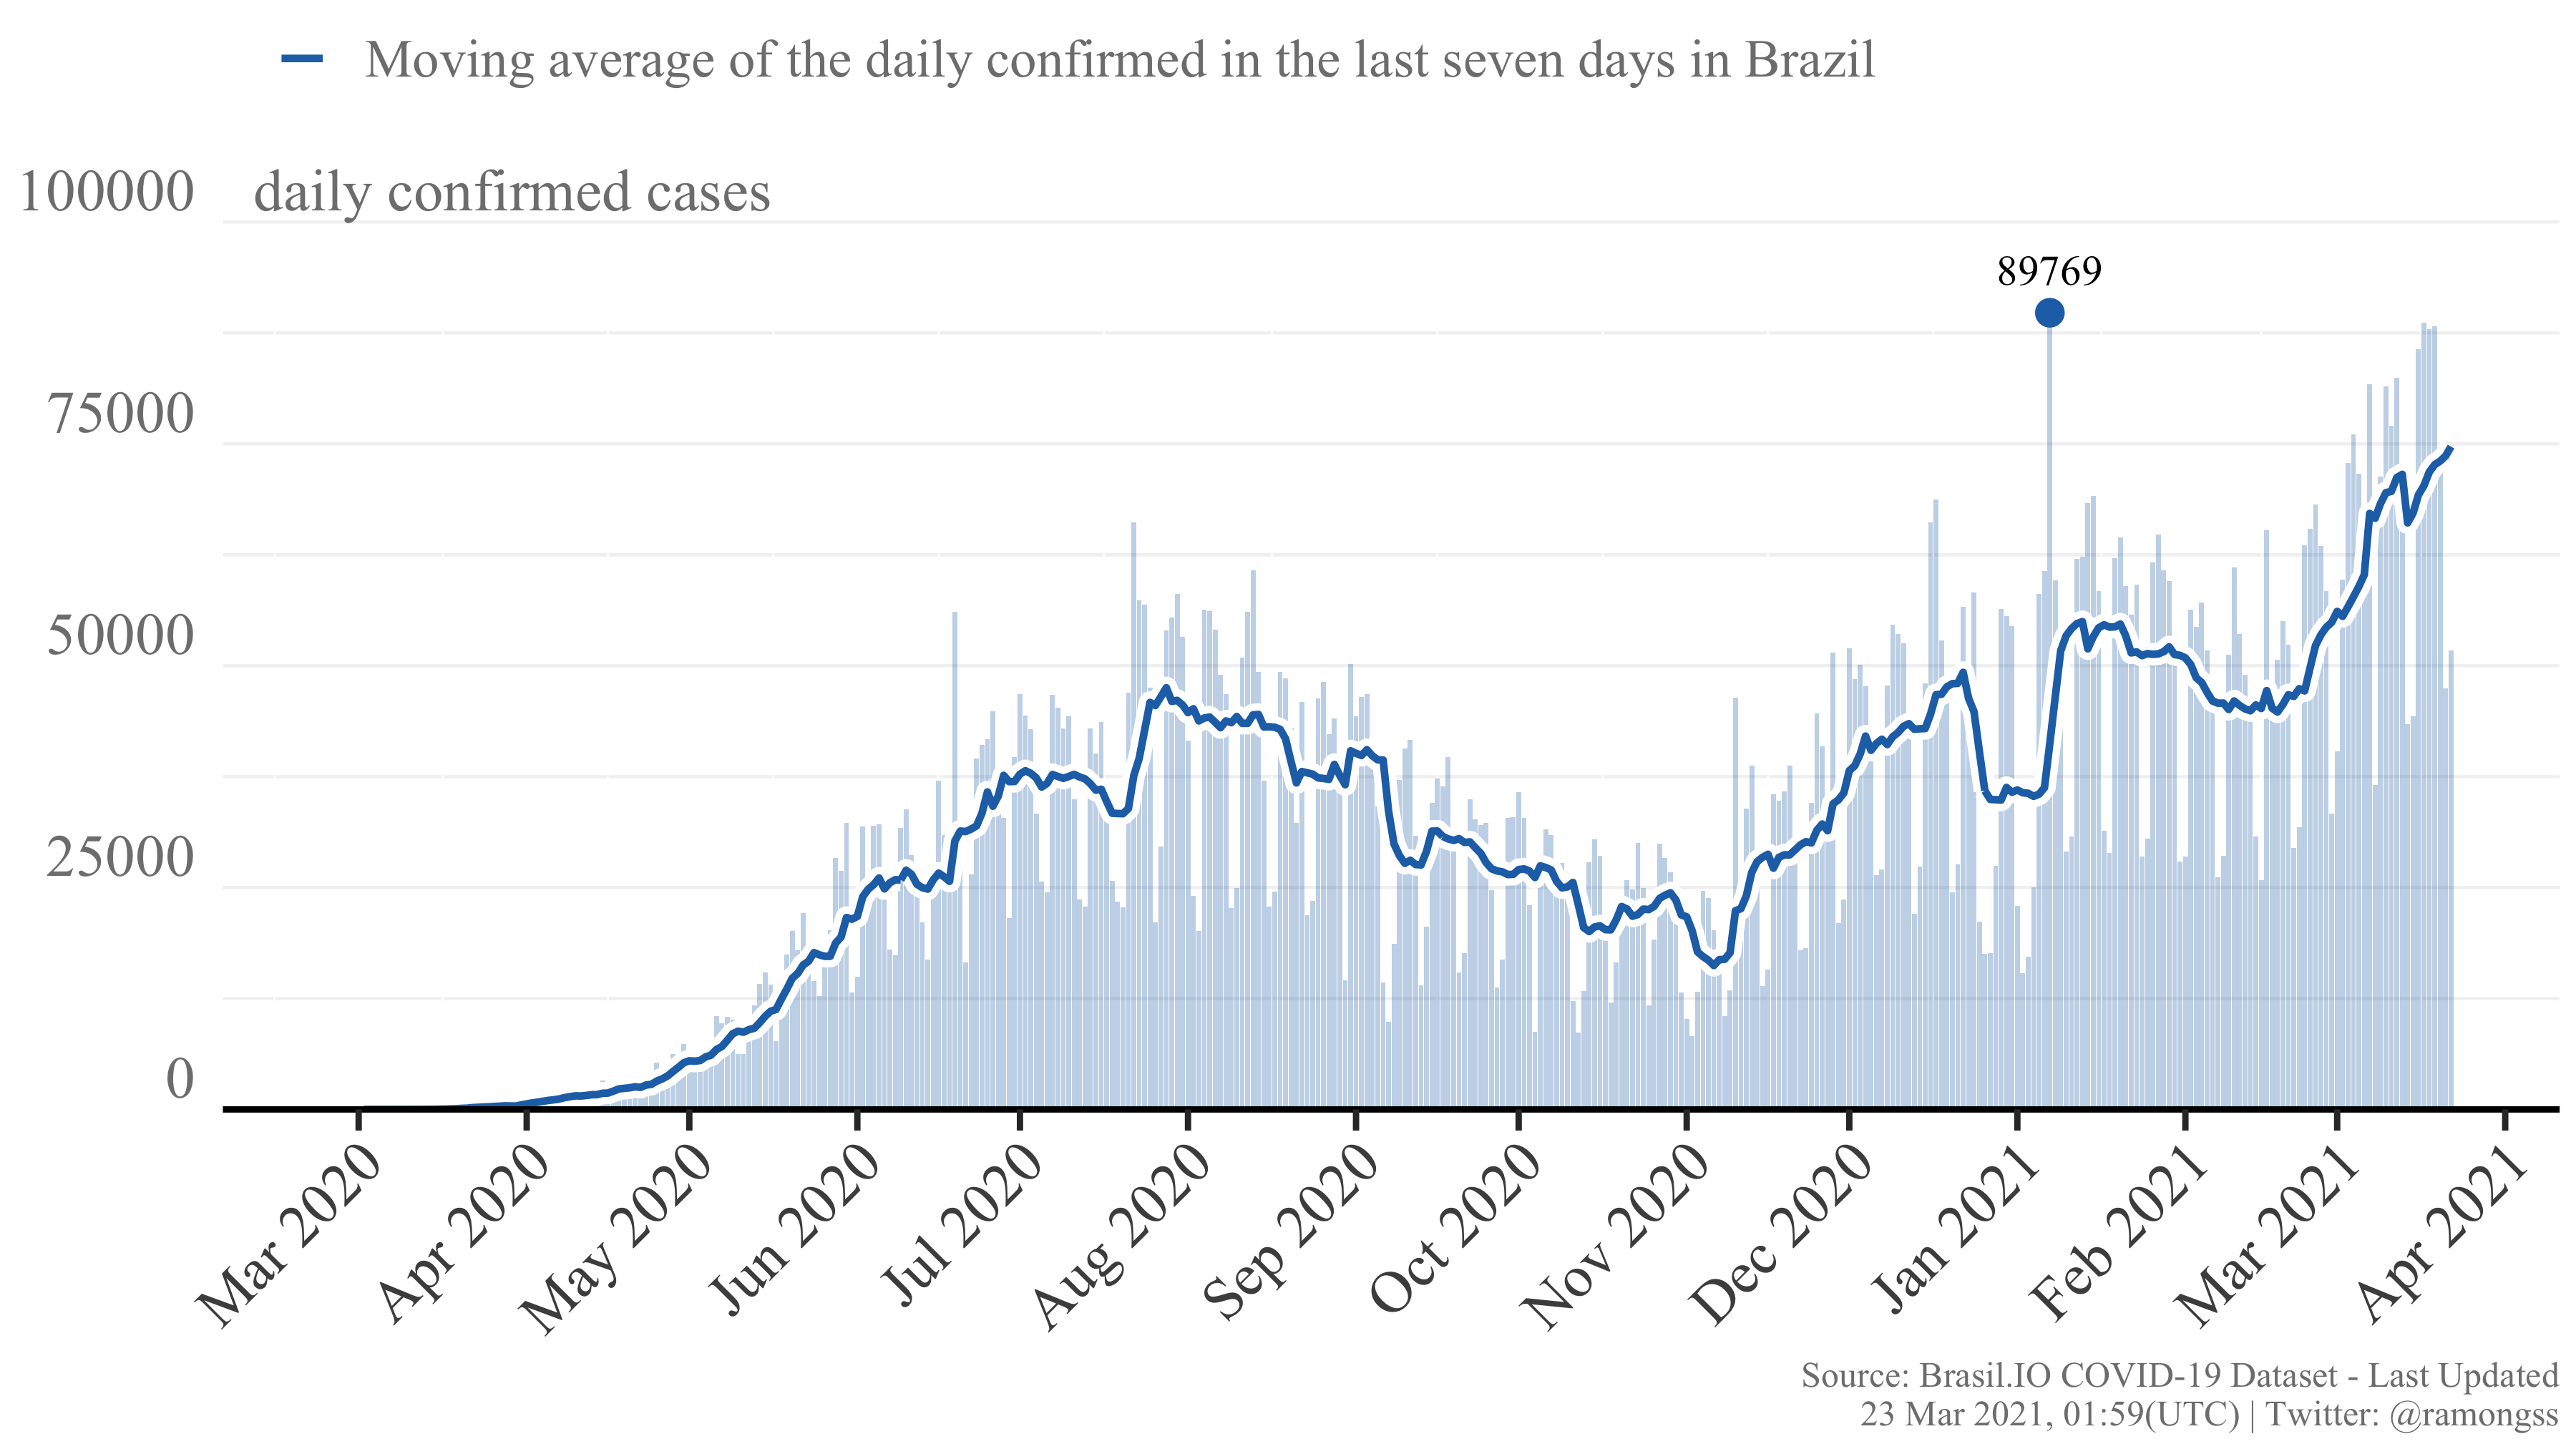 Moving average of the daily confirmed in the last seven days in Brazil
daily confirmed cases
100000
89769
75000
50000
25000
0
Mar 2020
Apr 2020
May 2020
Jun 2020
Jul 2020
Aug 2020
Sep 2020
Oct 2020
Nov 2020
Dec 2020
Jan 2021
Feb 2021
Mar 2021
Apr 2021
Source: Brasil.IO COVID-19 Dataset - Last Updated
23 Mar 2021, 01:59(UTC) | Twitter: @ramongss